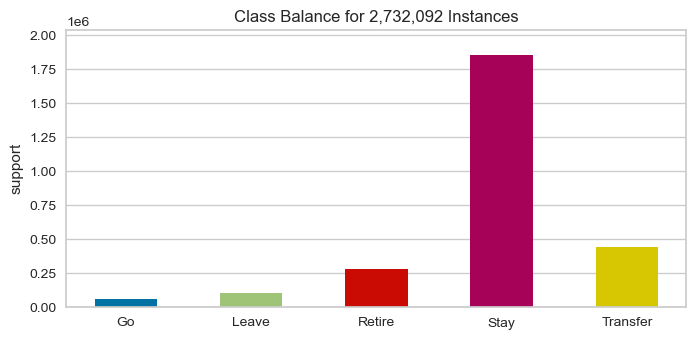 Class Balance for 2,732,092 Instances
1e6
2.00
1.75
1.50
1.25
1.00
0.75
0.50
0.25
0.00
support
Go Leave Retire Stay Transfer